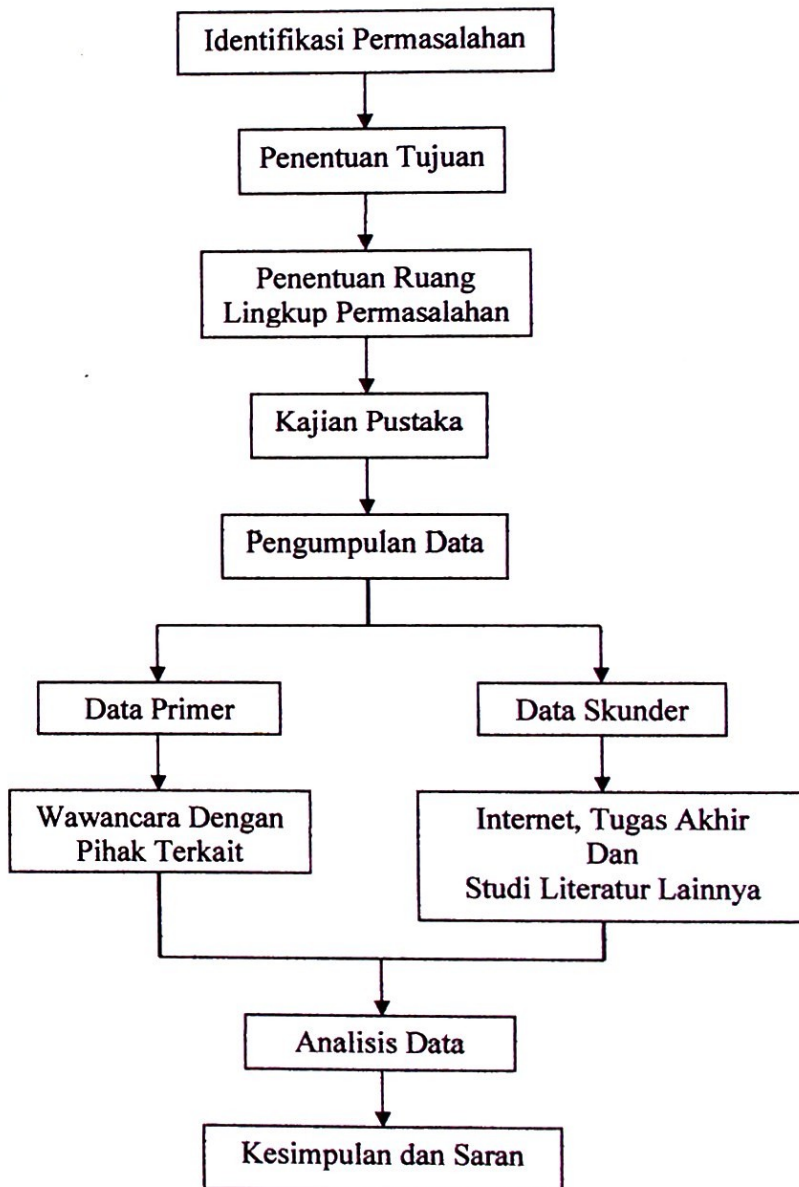 Identifikasi Permasalahan
Penentuan Tujuan
Penentuan Ruang
Lingkup Permasalahan
Kajian Pustaka
Pengumpulan Data
Data Primer
Data Skunder
Wawancara Dengan
Pihak Terkait
Internet, Tugas Akhir
Dan
Studi Literatur Lainnya
Analisis Data
Kesimpulan dan Saran